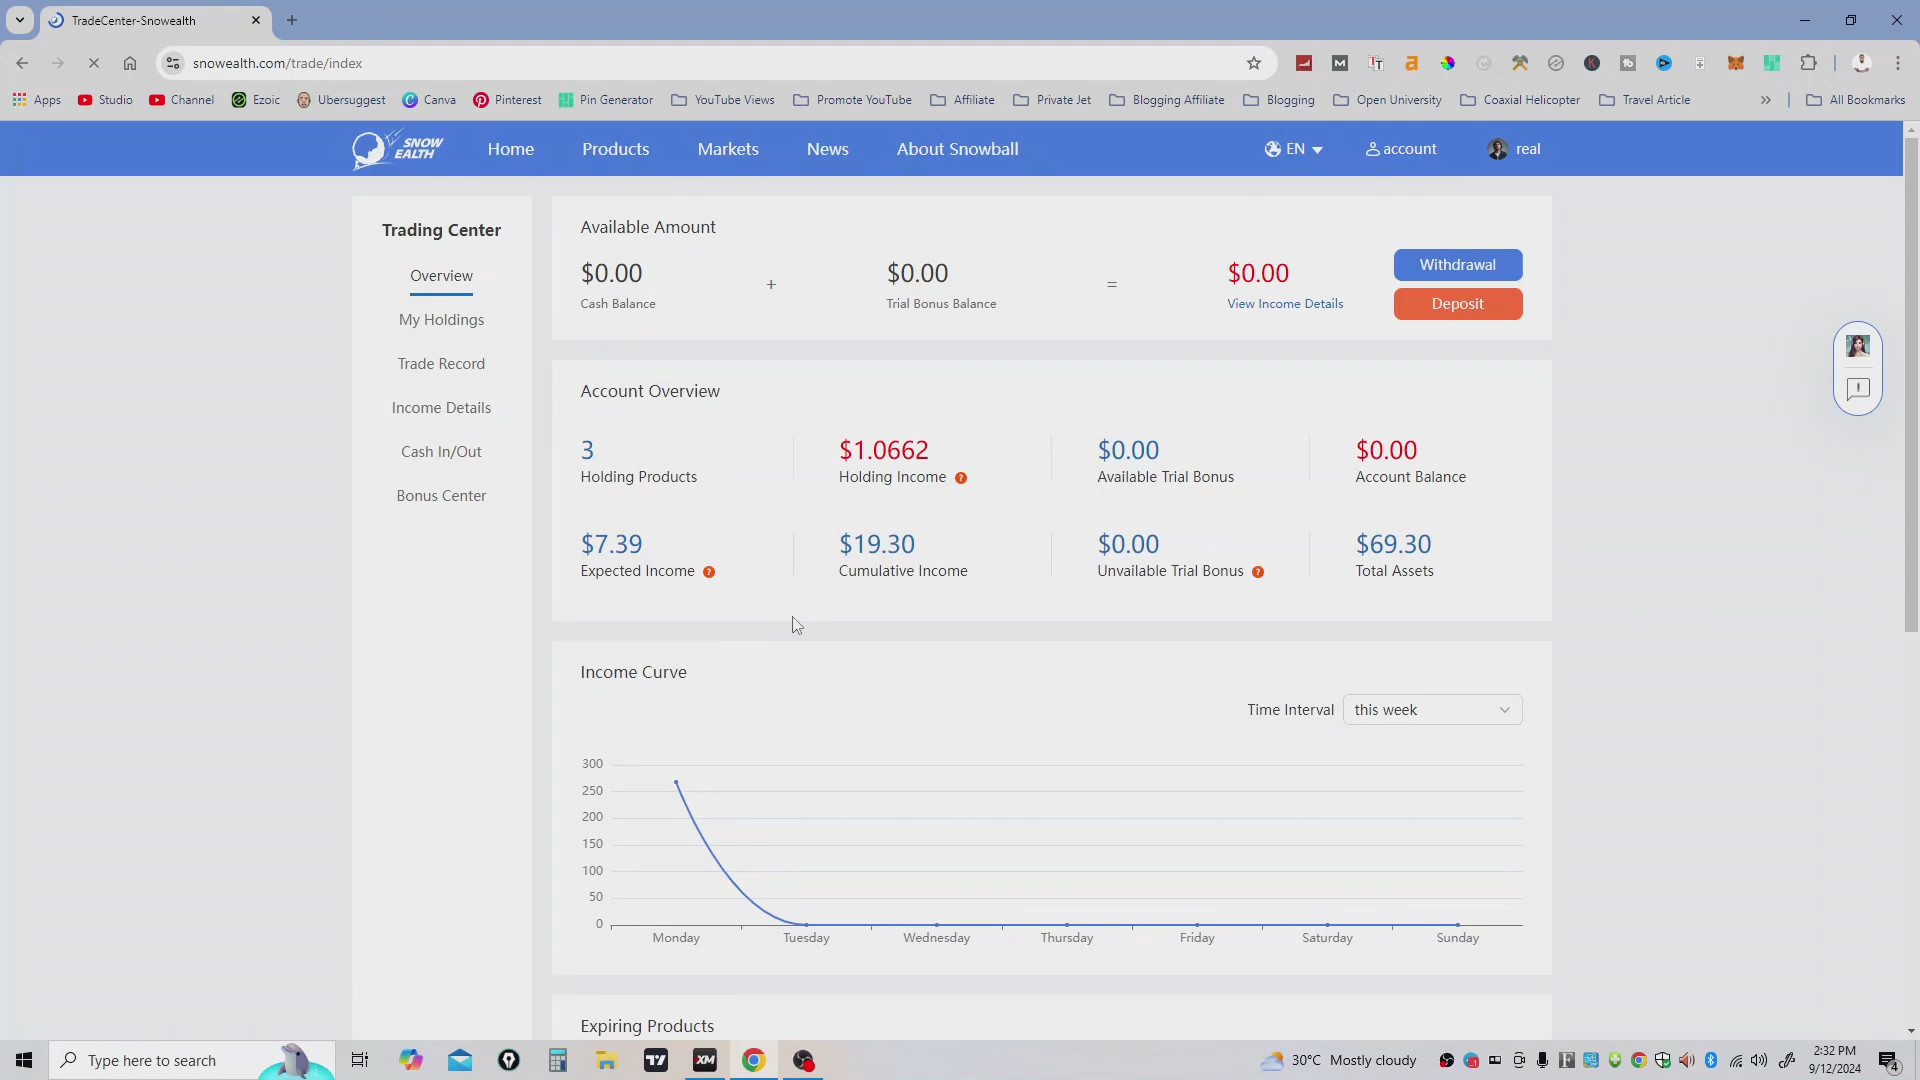 TradeCenter-Snowealth
snowealth.com/trade/index
Apps Studio Channel Ezoic Ubersuggest Canva Pinterest Pin Generator YouTube Views Promote YouTube Affiliate Private Jet Blogging Affiliate Blogging Open University Coaxial Helicopter Travel Article » All Bookmarks
SNOW
EALTH
Home Products Markets News About Snowball EN account real
Trading Center
Overview
My Holdings
Trade Record
Income Details
Cash In/Out
Bonus Center
Available Amount
$0.00 + $0.00 = $0.00
Cash Balance Trial Bonus Balance View Income Details
Withdrawal
Deposit
Account Overview
3 $1.0662 $0.00 $0.00
Holding Products Holding Income ? Available Trial Bonus Account Balance
$7.39 $19.30 $0.00 $69.30
Expected Income ? Cumulative Income Unvailable Trial Bonus ? Total Assets
Income Curve
Time Interval this week
300
250
200
150
100
50
0
Monday Tuesday Wednesday Thursday Friday Saturday Sunday
Expiring Products
Type here to search
XM
30°C Mostly cloudy
2:32 PM
9/12/2024
4